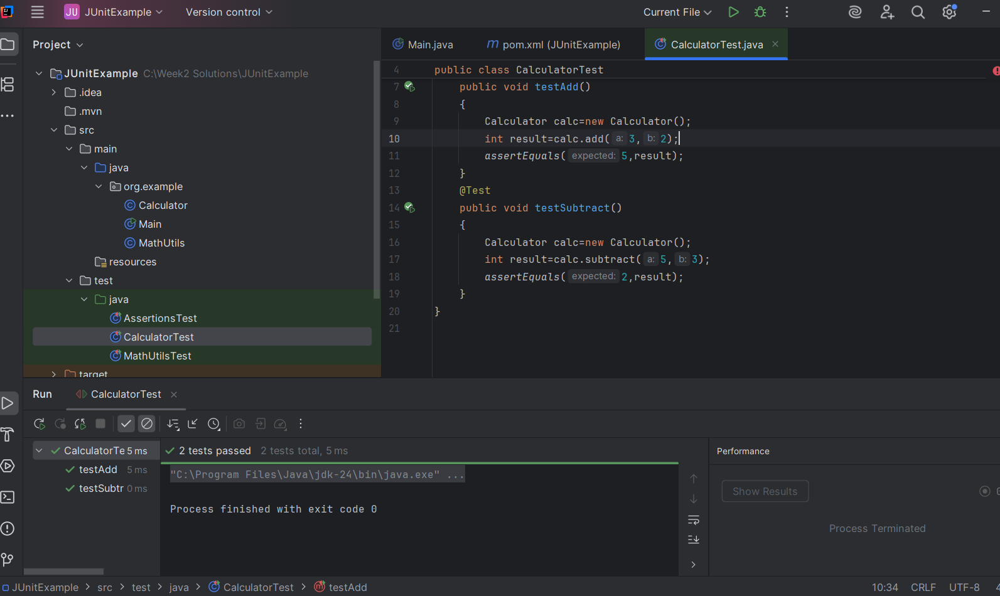 JU JUnitExample Version control Current File
Project
JUnitExample C:\Week2 Solutions\JUnitExample
.idea
.mvn
src
main
java
org.example
Calculator
Main
MathUtils
resources
test
java
AssertionsTest
CalculatorTest
MathUtilsTest
target
Main.java pom.xml (JUnitExample) CalculatorTest.java
4 public class CalculatorTest
7 public void testAdd()
8 {
9 Calculator calc=new Calculator();
10 int result=calc.add( a: 3, b: 2);
11 assertEquals( expected: 5,result);
12 }
13 @Test
14 public void testSubtract()
15 {
16 Calculator calc=new Calculator();
17 int result=calc.subtract( a: 5, b: 3);
18 assertEquals( expected: 2,result);
19 }
20 }
21
Run CalculatorTest
CalculatorTe 5 ms
testAdd 5 ms
testSubtr 0 ms
2 tests passed 2 tests total, 5 ms
"C:\Program Files\Java\jdk-24\bin\java.exe" ...
Process finished with exit code 0
Performance
Show Results
Process Terminated
JUnitExample > src > test > java > CalculatorTest > testAdd
10:34 CRLF UTF-8